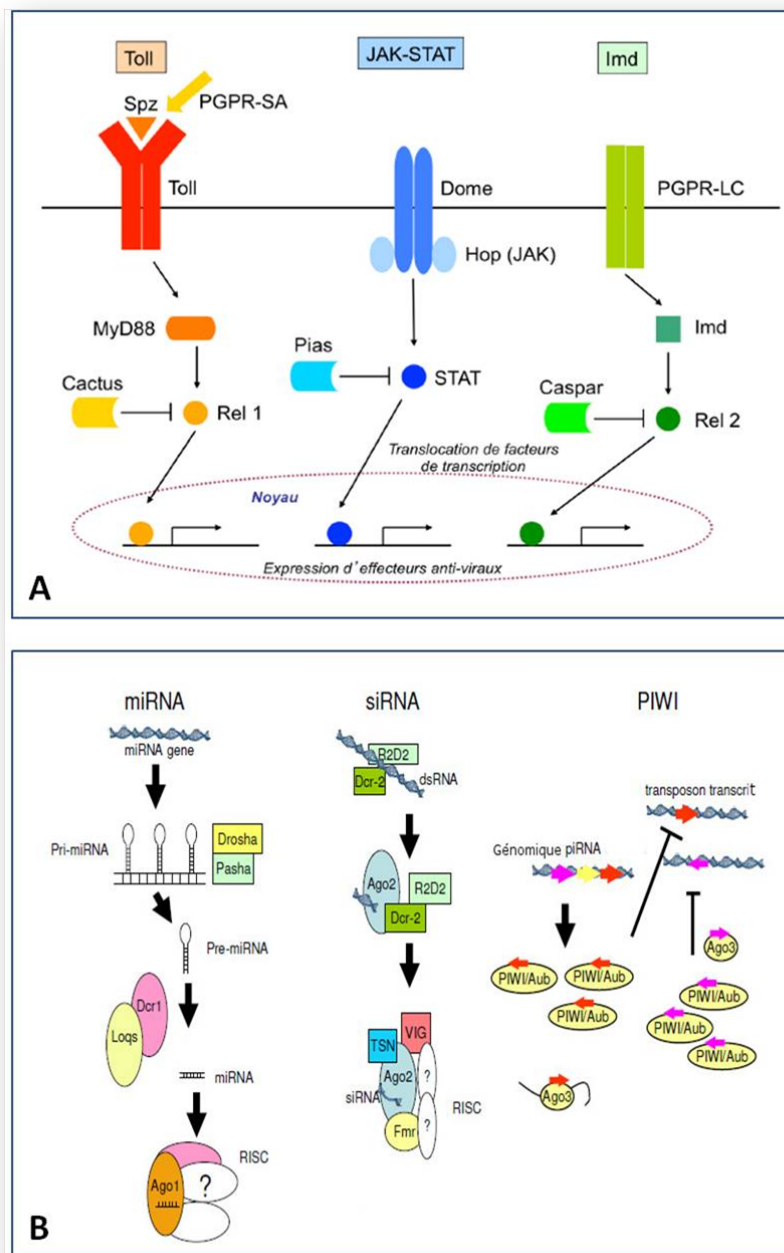 Toll
JAK-STAT
Imd
Spz
PGPR-SA
Toll
Dome
PGPR-LC
Hop (JAK)
MyD88
Pias
Imd
Cactus
STAT
Caspar
Rel 1
Rel 2
Translocation de facteurs
de transcription
Noyau
Expression d'effecteurs anti-viraux
A
miRNA
siRNA
PIWI
miRNA gene
R2D2
Dcr-2
dsRNA
transposon transcrit
Pri-miRNA
Drosha
Pasha
Génomique piRNA
Ago2
R2D2
Dcr-2
Ago3
Pre-miRNA
PIWI/Aub
PIWI/Aub
PIWI/Aub
PIWI/Aub
PIWI/Aub
PIWI/Aub
Dcr1
Loqs
TSN
VIG
Ago2
?
siRNA
RISC
Fmr
?
miRNA
Ago3
RISC
Ago1
?
B